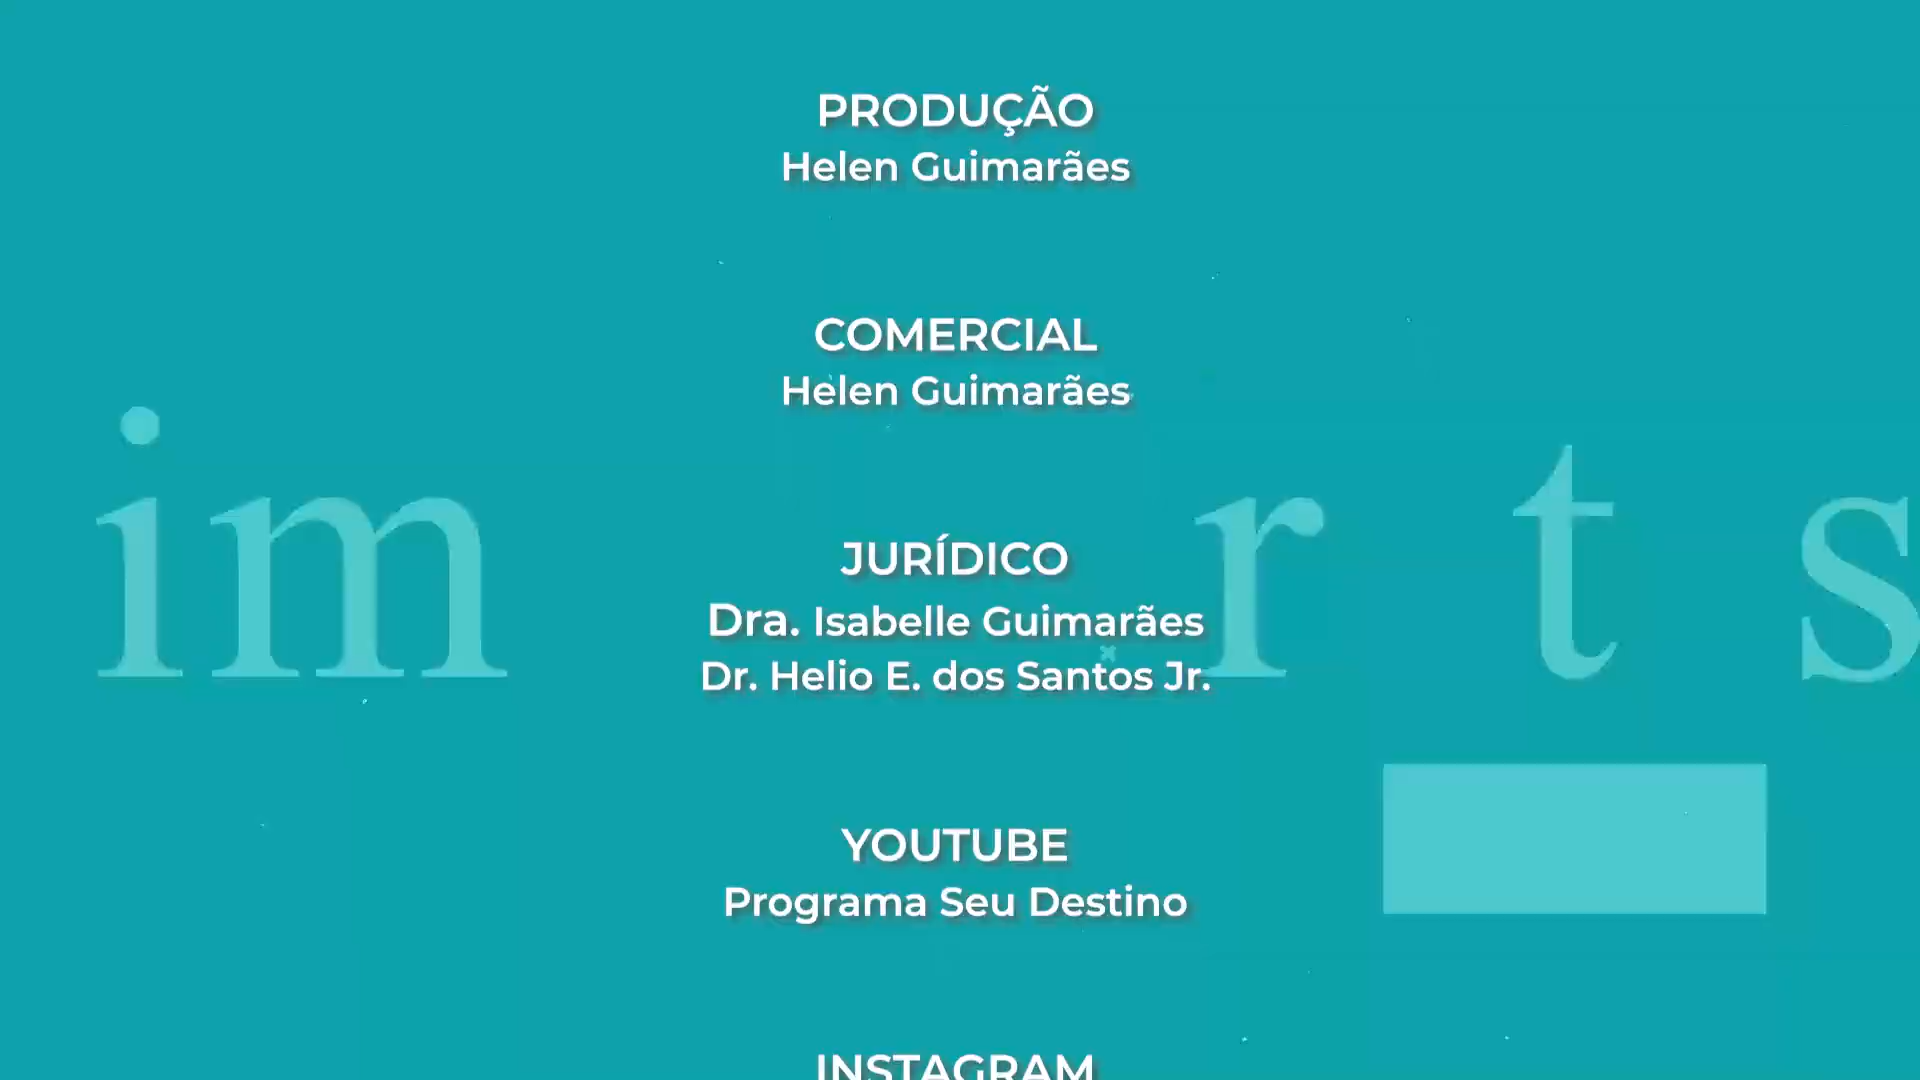 PRODUÇÃO
Helen Guimarães
COMERCIAL
Helen Guimarães
im r t s
JURÍDICO
Dra. Isabelle Guimarães
Dr. Helio E. dos Santos Jr.
YOUTUBE
Programa Seu Destino
INSTAGRAM